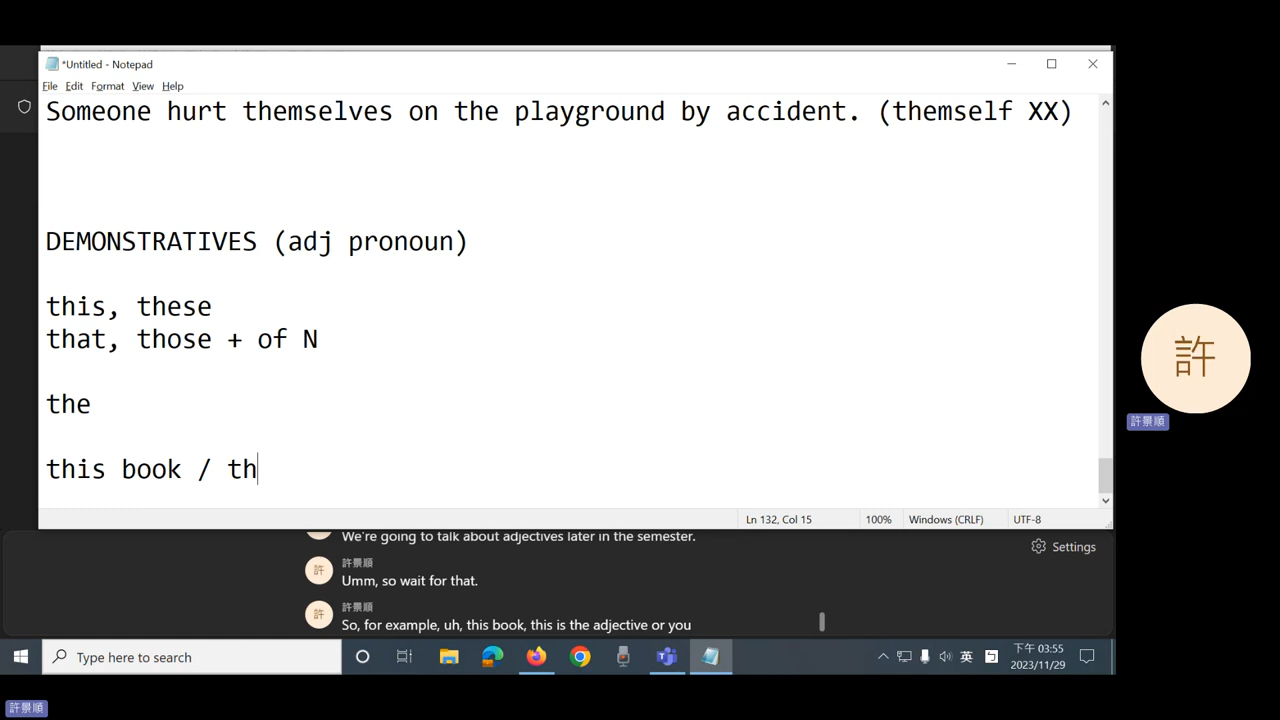 *Untitled - Notepad
File Edit Format View Help
Someone hurt themselves on the playground by accident. (themself XX)
DEMONSTRATIVES (adj pronoun)
this, these
that, those + of N
the
this book / th
Ln 132, Col 15 100% Windows (CRLF) UTF-8
We're going to talk about adjectives later in the semester.
許景順
許
Umm, so wait for that.
許景順
許
So, for example, uh, this book, this is the adjective or you
Settings
許
許景順
Type here to search
英
下午 03:55
2023/11/29
許景順